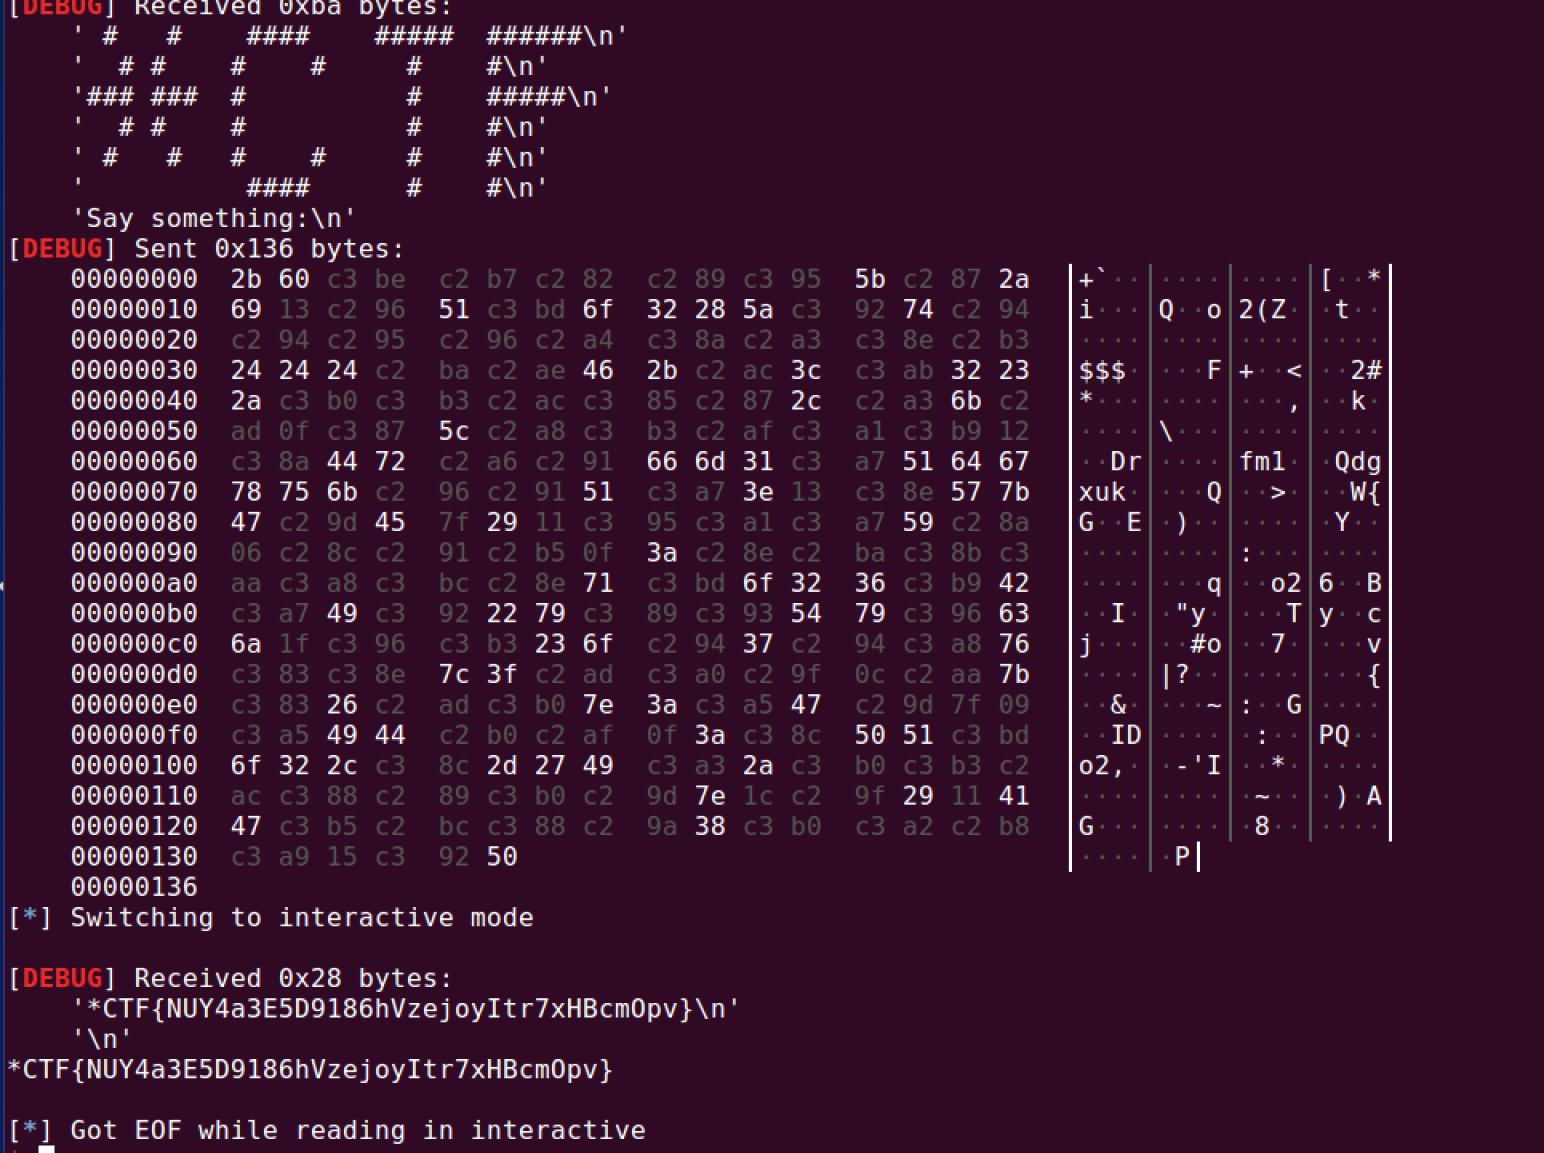 [DEBUG] Received 0xba bytes:
    ' #   #    ####    #####  ######\n'
    '  # #    #    #     #    #\n'
    '### ###  #          #    #####\n'
    '  # #    #          #    #\n'
    ' #   #   #    #     #    #\n'
    '          ####      #    #\n'
    'Say something:\n'
[DEBUG] Sent 0x136 bytes:
    00000000  2b 60 c3 be  c2 b7 c2 82  c2 89 c3 95  5b c2 87 2a  │+`··│····│····│[··*│
    00000010  69 13 c2 96  51 c3 bd 6f  32 28 5a c3  92 74 c2 94  │i···│Q··o│2(Z·│·t··│
    00000020  c2 94 c2 95  c2 96 c2 a4  c3 8a c2 a3  c3 8e c2 b3  │····│····│····│····│
    00000030  24 24 24 c2  ba c2 ae 46  2b c2 ac 3c  c3 ab 32 23  │$$$·│···F│+··<│··2#│
    00000040  2a c3 b0 c3  b3 c2 ac c3  85 c2 87 2c  c2 a3 6b c2  │*···│····│···,│··k·│
    00000050  ad 0f c3 87  5c c2 a8 c3  b3 c2 af c3  a1 c3 b9 12  │····│\···│····│····│
    00000060  c3 8a 44 72  c2 a6 c2 91  66 6d 31 c3  a7 51 64 67  │··Dr│····│fm1·│·Qdg│
    00000070  78 75 6b c2  96 c2 91 51  c3 a7 3e 13  c3 8e 57 7b  │xuk·│···Q│··>·│··W{│
    00000080  47 c2 9d 45  7f 29 11 c3  95 c3 a1 c3  a7 59 c2 8a  │G··E│·)··│····│·Y··│
    00000090  06 c2 8c c2  91 c2 b5 0f  3a c2 8e c2  ba c3 8b c3  │····│····│:···│····│
    000000a0  aa c3 a8 c3  bc c2 8e 71  c3 bd 6f 32  36 c3 b9 42  │····│···q│··o2│6··B│
    000000b0  c3 a7 49 c3  92 22 79 c3  89 c3 93 54  79 c3 96 63  │··I·│·"y·│···T│y··c│
    000000c0  6a 1f c3 96  c3 b3 23 6f  c2 94 37 c2  94 c3 a8 76  │j···│··#o│··7·│···v│
    000000d0  c3 83 c3 8e  7c 3f c2 ad  c3 a0 c2 9f  0c c2 aa 7b  │····│|?··│····│···{│
    000000e0  c3 83 26 c2  ad c3 b0 7e  3a c3 a5 47  c2 9d 7f 09  │··&·│···~│:··G│····│
    000000f0  c3 a5 49 44  c2 b0 c2 af  0f 3a c3 8c  50 51 c3 bd  │··ID│····│·:··│PQ··│
    00000100  6f 32 2c c3  8c 2d 27 49  c3 a3 2a c3  b0 c3 b3 c2  │o2,·│·-'I│··*·│····│
    00000110  ac c3 88 c2  89 c3 b0 c2  9d 7e 1c c2  9f 29 11 41  │····│····│·~··│·)·A│
    00000120  47 c3 b5 c2  bc c3 88 c2  9a 38 c3 b0  c3 a2 c2 b8  │G···│····│·8··│····│
    00000130  c3 a9 15 c3  92 50                                  │····│·P│
    00000136
[*] Switching to interactive mode
[DEBUG] Received 0x28 bytes:
    '*CTF{NUY4a3E5D9186hVzejoyItr7xHBcmOpv}\n'
    '\n'
*CTF{NUY4a3E5D9186hVzejoyItr7xHBcmOpv}
[*] Got EOF while reading in interactive